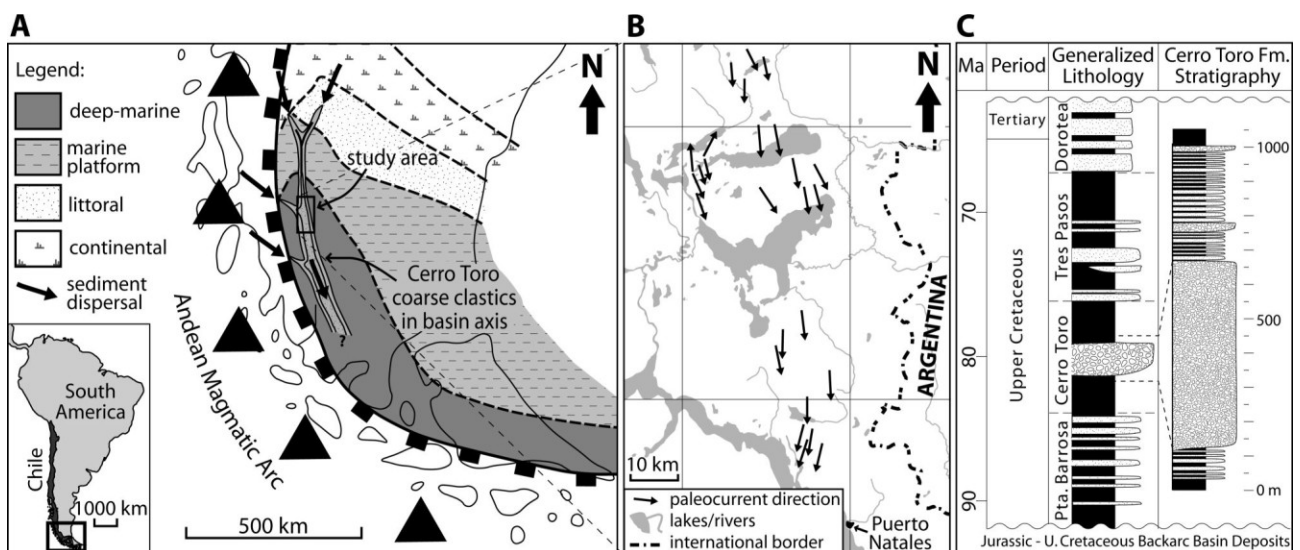 A
Legend:
deep-marine
marine
platform
littoral
continental
sediment
dispersal
N
study area
Cerro Toro
coarse clastics
in basin axis
?
Andean Magmatic Arc
South
America
Chile
1000 km
500 km
B
N
ARGENTINA
10 km
paleocurrent direction
lakes/rivers
international border
Puerto
Natales
C
Ma
Period
Generalized
Lithology
Cerro Toro Fm.
Stratigraphy
Tertiary
Upper Cretaceous
70
80
90
Dorotea
Tres Pasos
Cerro Toro
Pta. Barrosa
1000
500
0 m
Jurassic - U. Cretaceous Backarc Basin Deposits